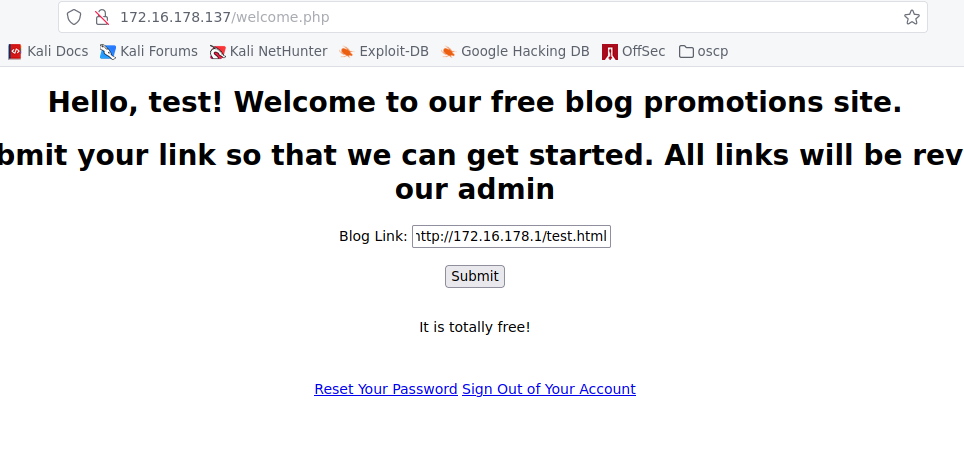 172.16.178.137/welcome.php
Kali Docs Kali Forums Kali NetHunter Exploit-DB Google Hacking DB OffSec oscp
Hello, test! Welcome to our free blog promotions site.
your link so that we can get started. All links will be
our admin
Blog Link: http://172.16.178.1/test.html
Submit
It is totally free!
Reset Your Password Sign Out of Your Account